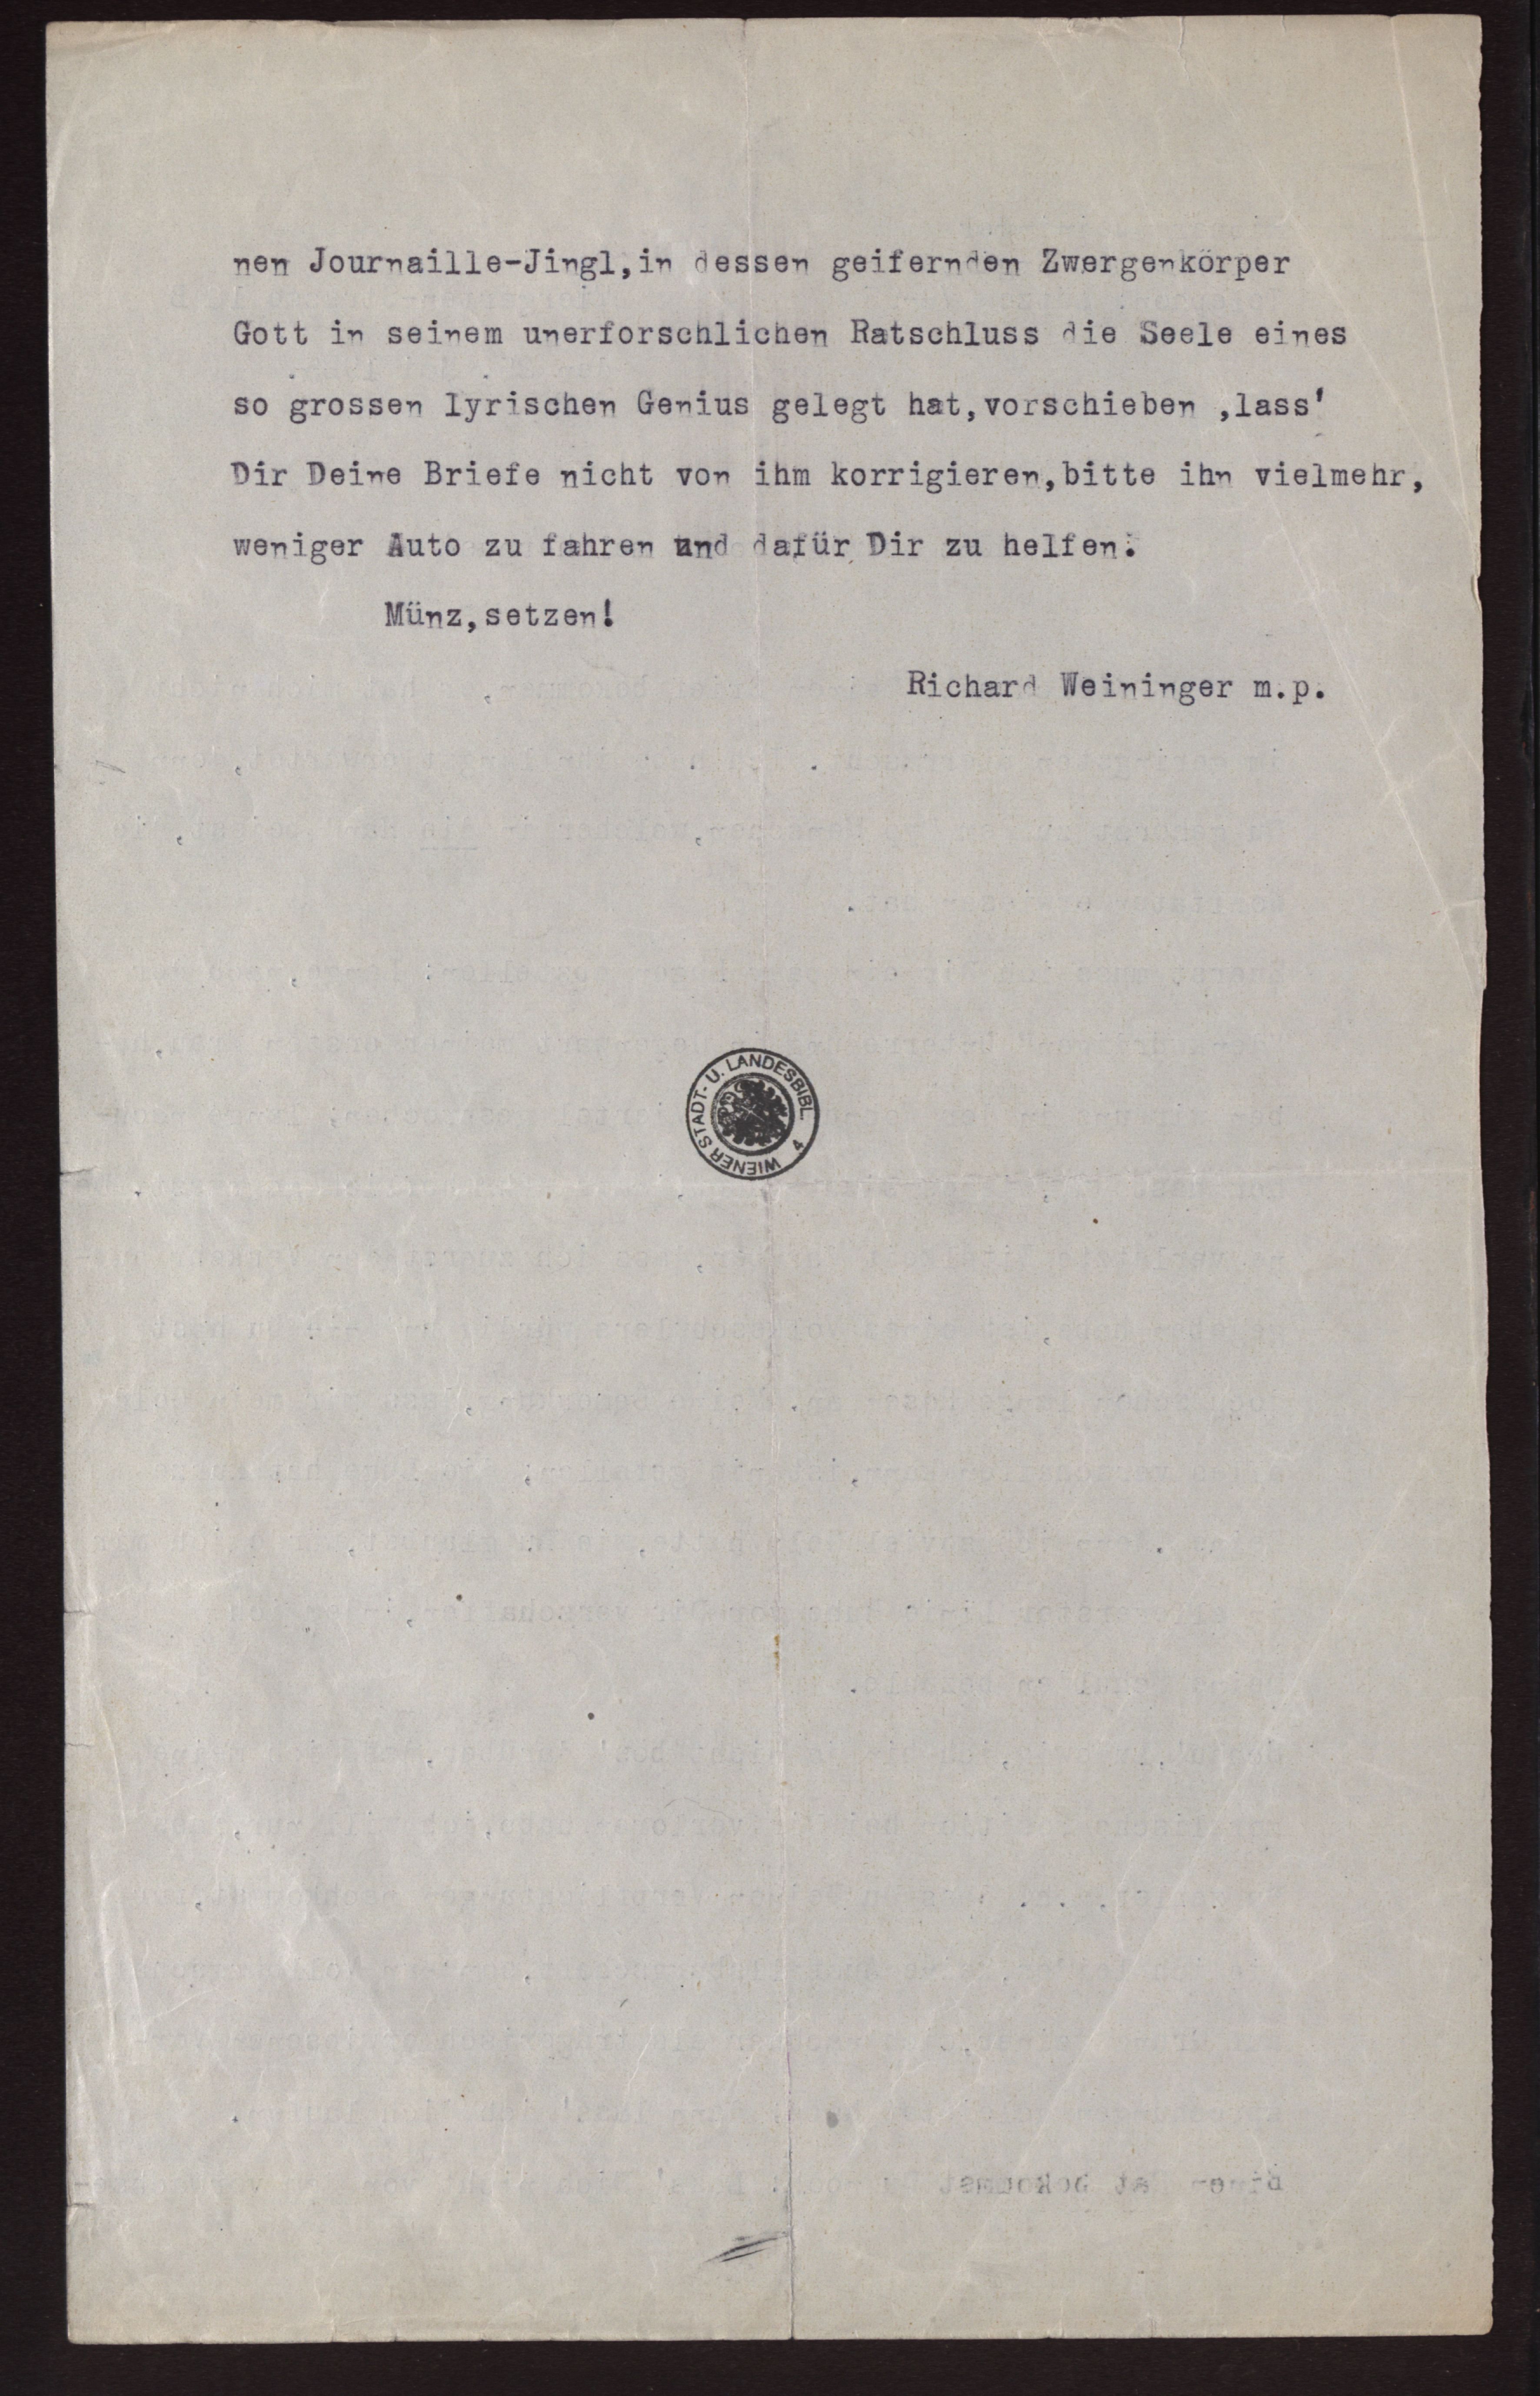 nen Journaille-Jingl,in dessen geifernden Zwergenkörper
Gott in seinem unerforschlichen Ratschluss die Seele eines
so grossen lyrischen Genius gelegt hat,vorschieben ,lass'
Dir Deine Briefe nicht von ihm korrigieren,bitte ihn vielmehr,
weniger Auto zu fahren und dafür Dir zu helfen.
Münz,setzen!
Richard Weininger m.p.
WIENER STADT- U. LANDESBIBL. 4